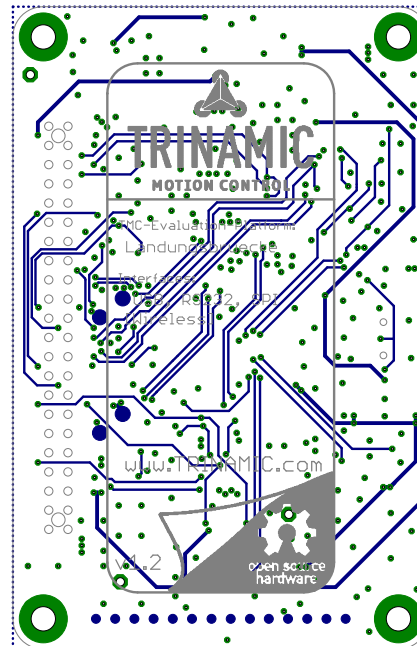 TRINAMIC
MOTION CONTROL
TMC-Evaluation Platform:
Landungsbruecke
Interfaces:
USB, RS232, SPI
(Wireless)
www.TRINAMIC.com
v1.2
open source
hardware